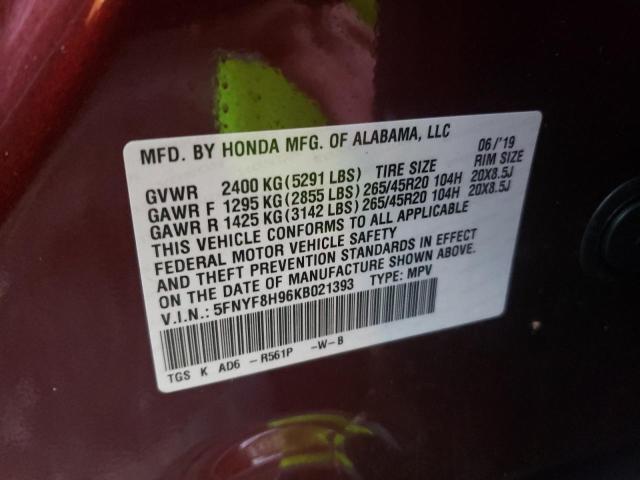 MFD. BY HONDA MFG. OF ALABAMA, LLC 06/'19
GVWR 2400 KG(5291 LBS) TIRE SIZE RIM SIZE
GAWR F 1295 KG(2855 LBS)265/45R20 104H 20X8.5J
GAWR R 1425 KG(3142 LBS)265/45R20 104H 20X8.5J
THIS VEHICLE CONFORMS TO ALL APPLICABLE
FEDERAL MOTOR VEHICLE SAFETY
AND THEFT PREVENTION STANDARDS IN EFFECT
ON THE DATE OF MANUFACTURE SHOWN ABOVE.
V.I.N.:5FNYF8H96KB021393 TYPE: MPV
TGS K AD6 -R561P -W-B